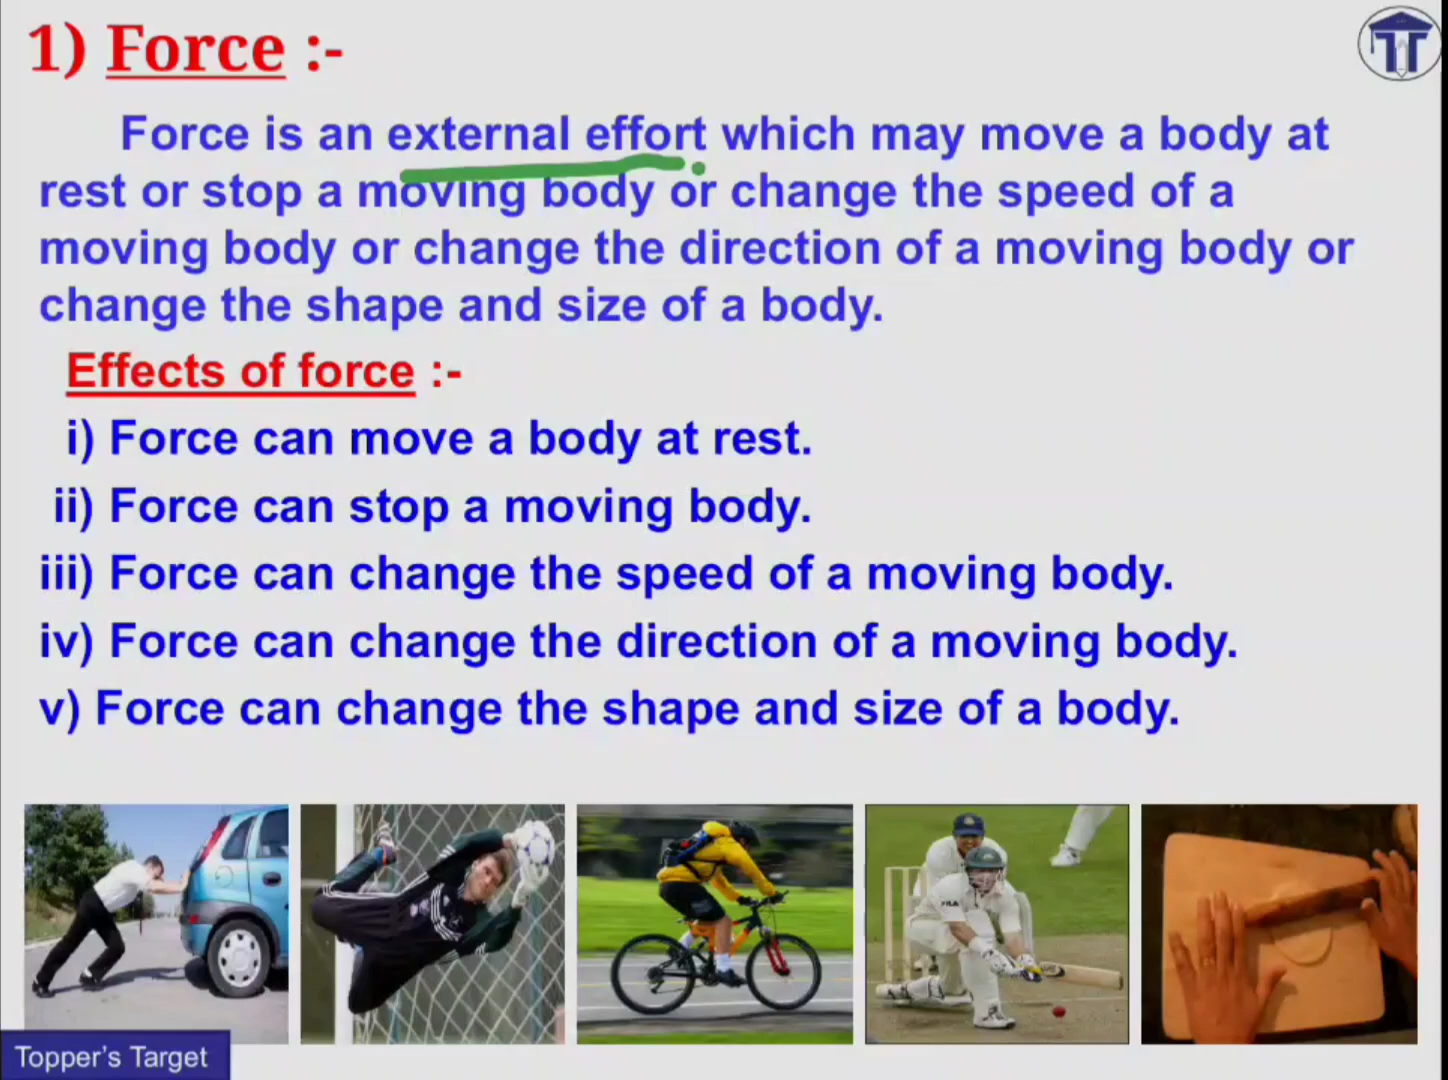 1) Force :-
Force is an external effort which may move a body at
rest or stop a moving body or change the speed of a
moving body or change the direction of a moving body or
change the shape and size of a body.
Effects of force :-
i) Force can move a body at rest.
ii) Force can stop a moving body.
iii) Force can change the speed of a moving body.
iv) Force can change the direction of a moving body.
v) Force can change the shape and size of a body.
FILA
Topper's Target